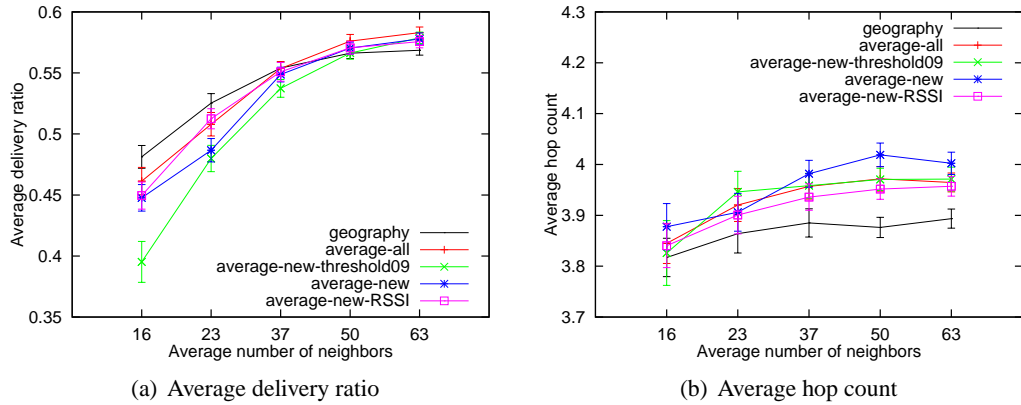 0.6
0.55
0.5
0.45
0.4
0.35
Average delivery ratio
geography
average-all
average-new-threshold09
average-new
average-new-RSSI
16 23 37 50 63
Average number of neighbors
(a) Average delivery ratio
4.3
4.2
4.1
4
3.9
3.8
3.7
Average hop count
geography
average-all
average-new-threshold09
average-new
average-new-RSSI
16 23 37 50 63
Average number of neighbors
(b) Average hop count